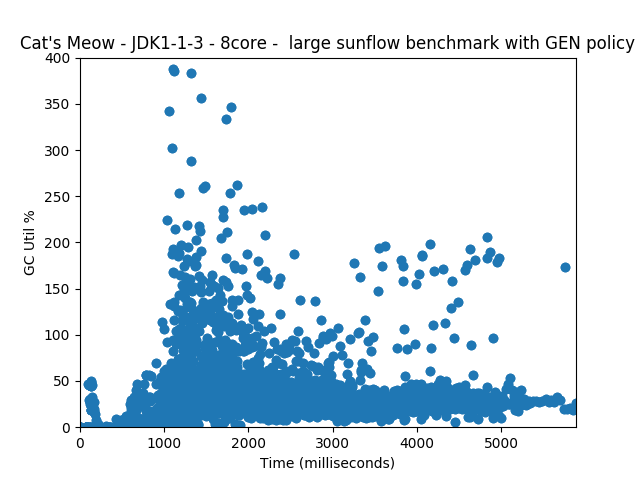 Cat's Meow - JDK1-1-3 - 8core -  large sunflow benchmark with GEN policy
400
350
300
250
200
150
100
50
0
GC Util %
0 1000 2000 3000 4000 5000
Time (milliseconds)